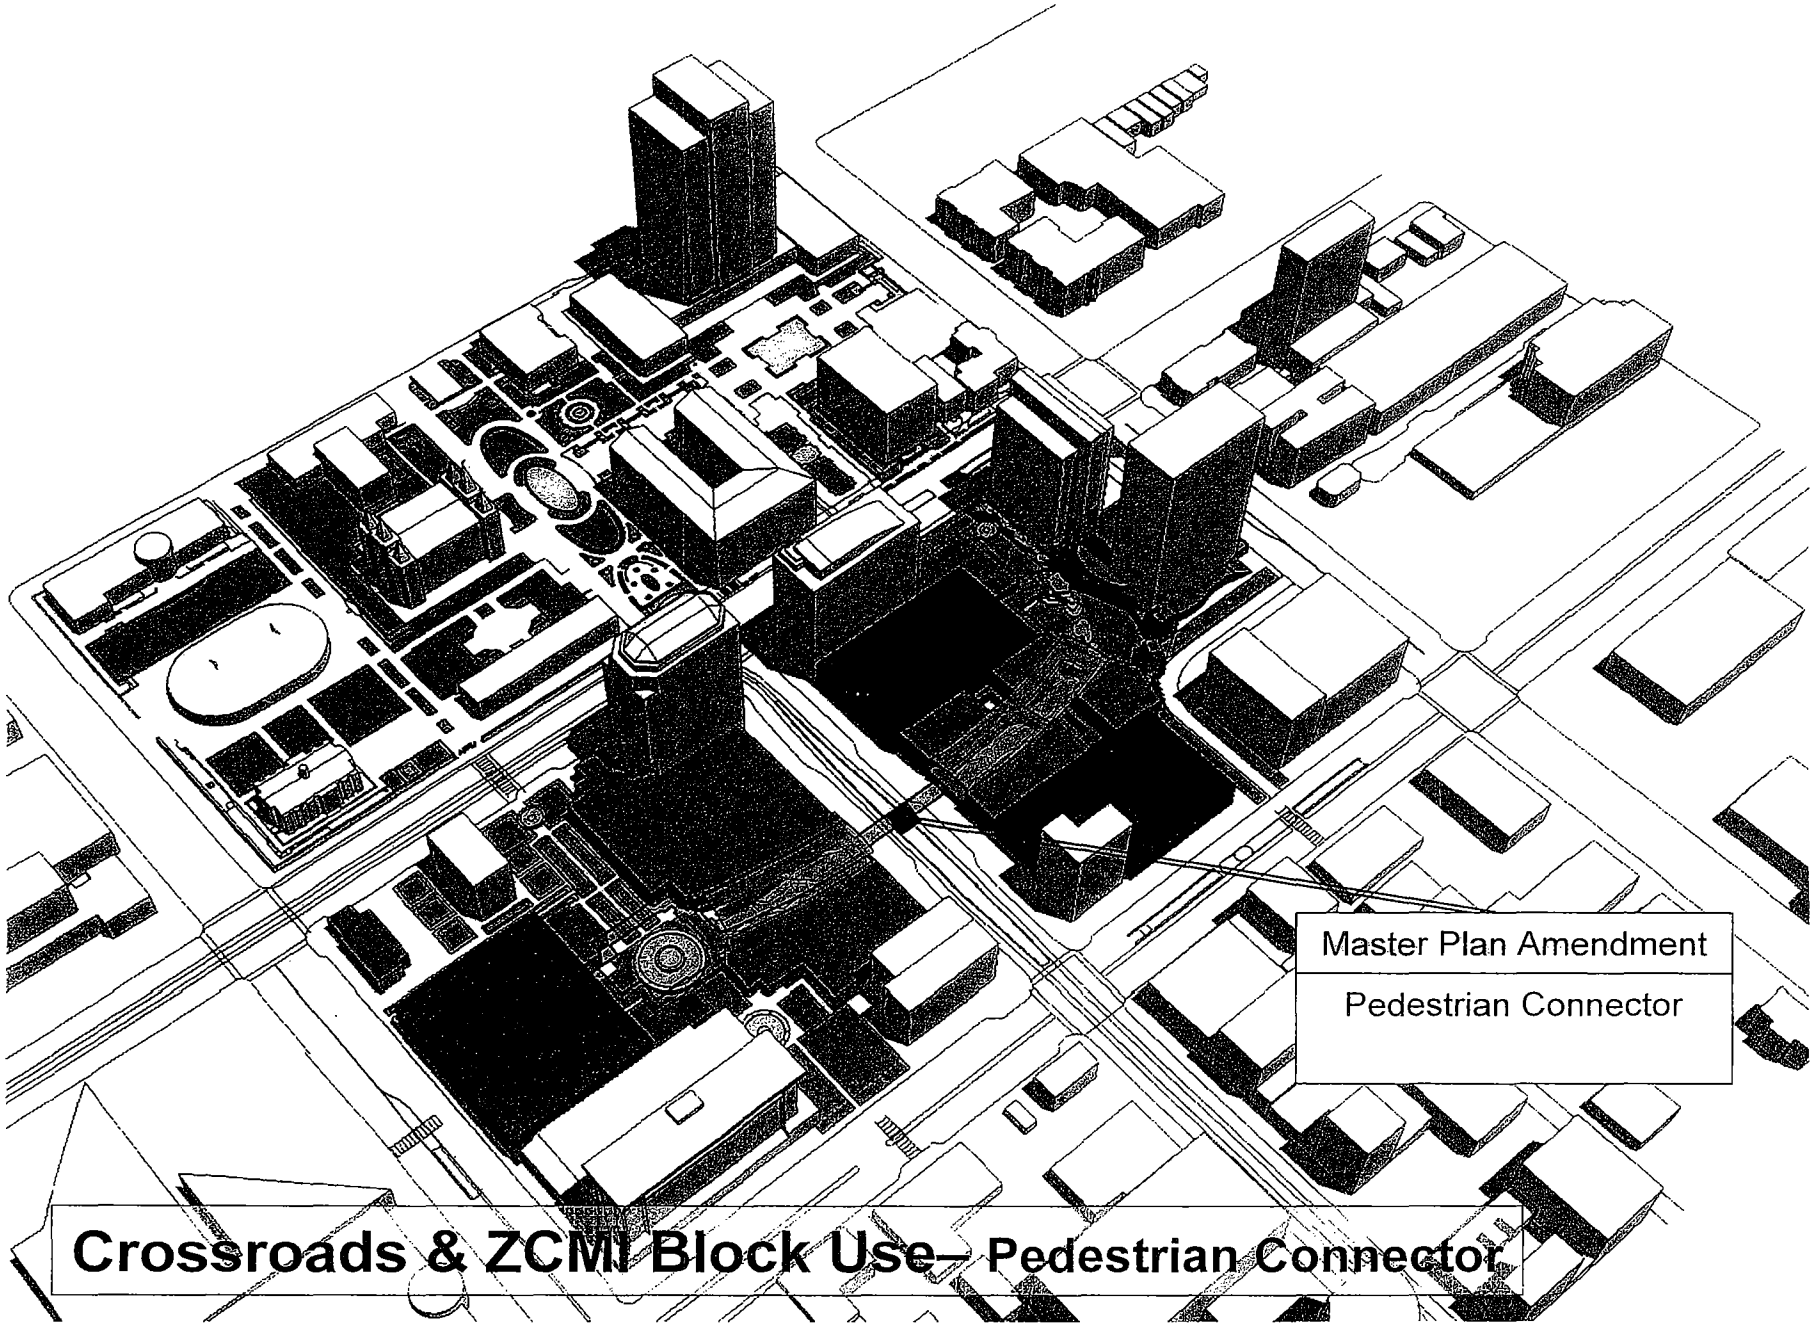 Master Plan Amendment
Pedestrian Connector
Crossroads & ZCMI Block Use– Pedestrian Connector